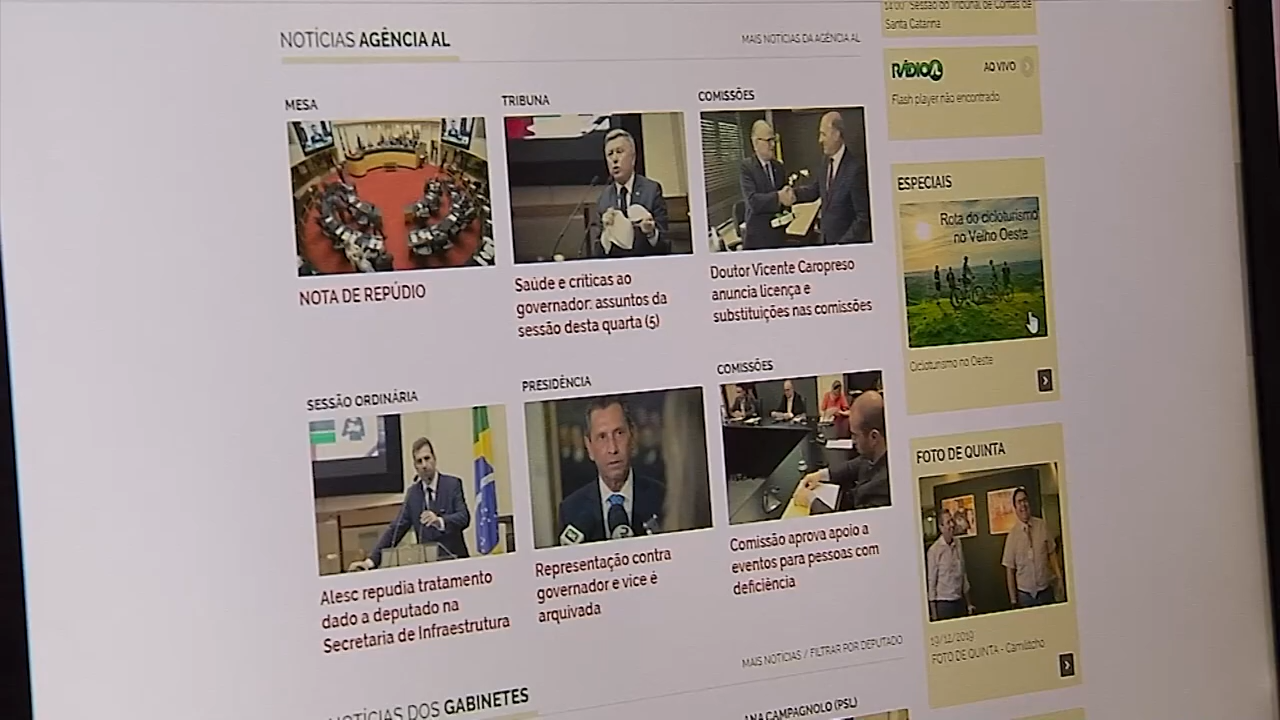 14:00 Sessão do Tribunal de Contas de
Santa Catarina
NOTÍCIAS AGÊNCIA AL
MAIS NOTÍCIAS DA AGÊNCIA AL
RÁDIOAL
AO VIVO
Flash player não encontrado
MESA
TRIBUNA
COMISSÕES
NOTA DE REPÚDIO
Saúde e críticas ao
governador: assuntos da
sessão desta quarta (5)
Doutor Vicente Caropreso
anuncia licença e
substituições nas comissões
ESPECIAIS
Rota do cicloturismo
no Velho Oeste
Cicloturismo no Oeste
SESSÃO ORDINÁRIA
PRESIDÊNCIA
COMISSÕES
Alesc repudia tratamento
dado a deputado na
Secretaria de Infraestrutura
Representação contra
governador e vice é
arquivada
Comissão aprova apoio a
eventos para pessoas com
deficiência
FOTO DE QUINTA
19/12/2019
FOTO DE QUINTA - Camilinho
MAIS NOTÍCIAS / FILTRAR POR DEPUTADO
NOTÍCIAS DOS GABINETES
ANA CAMPAGNOLO (PSL)